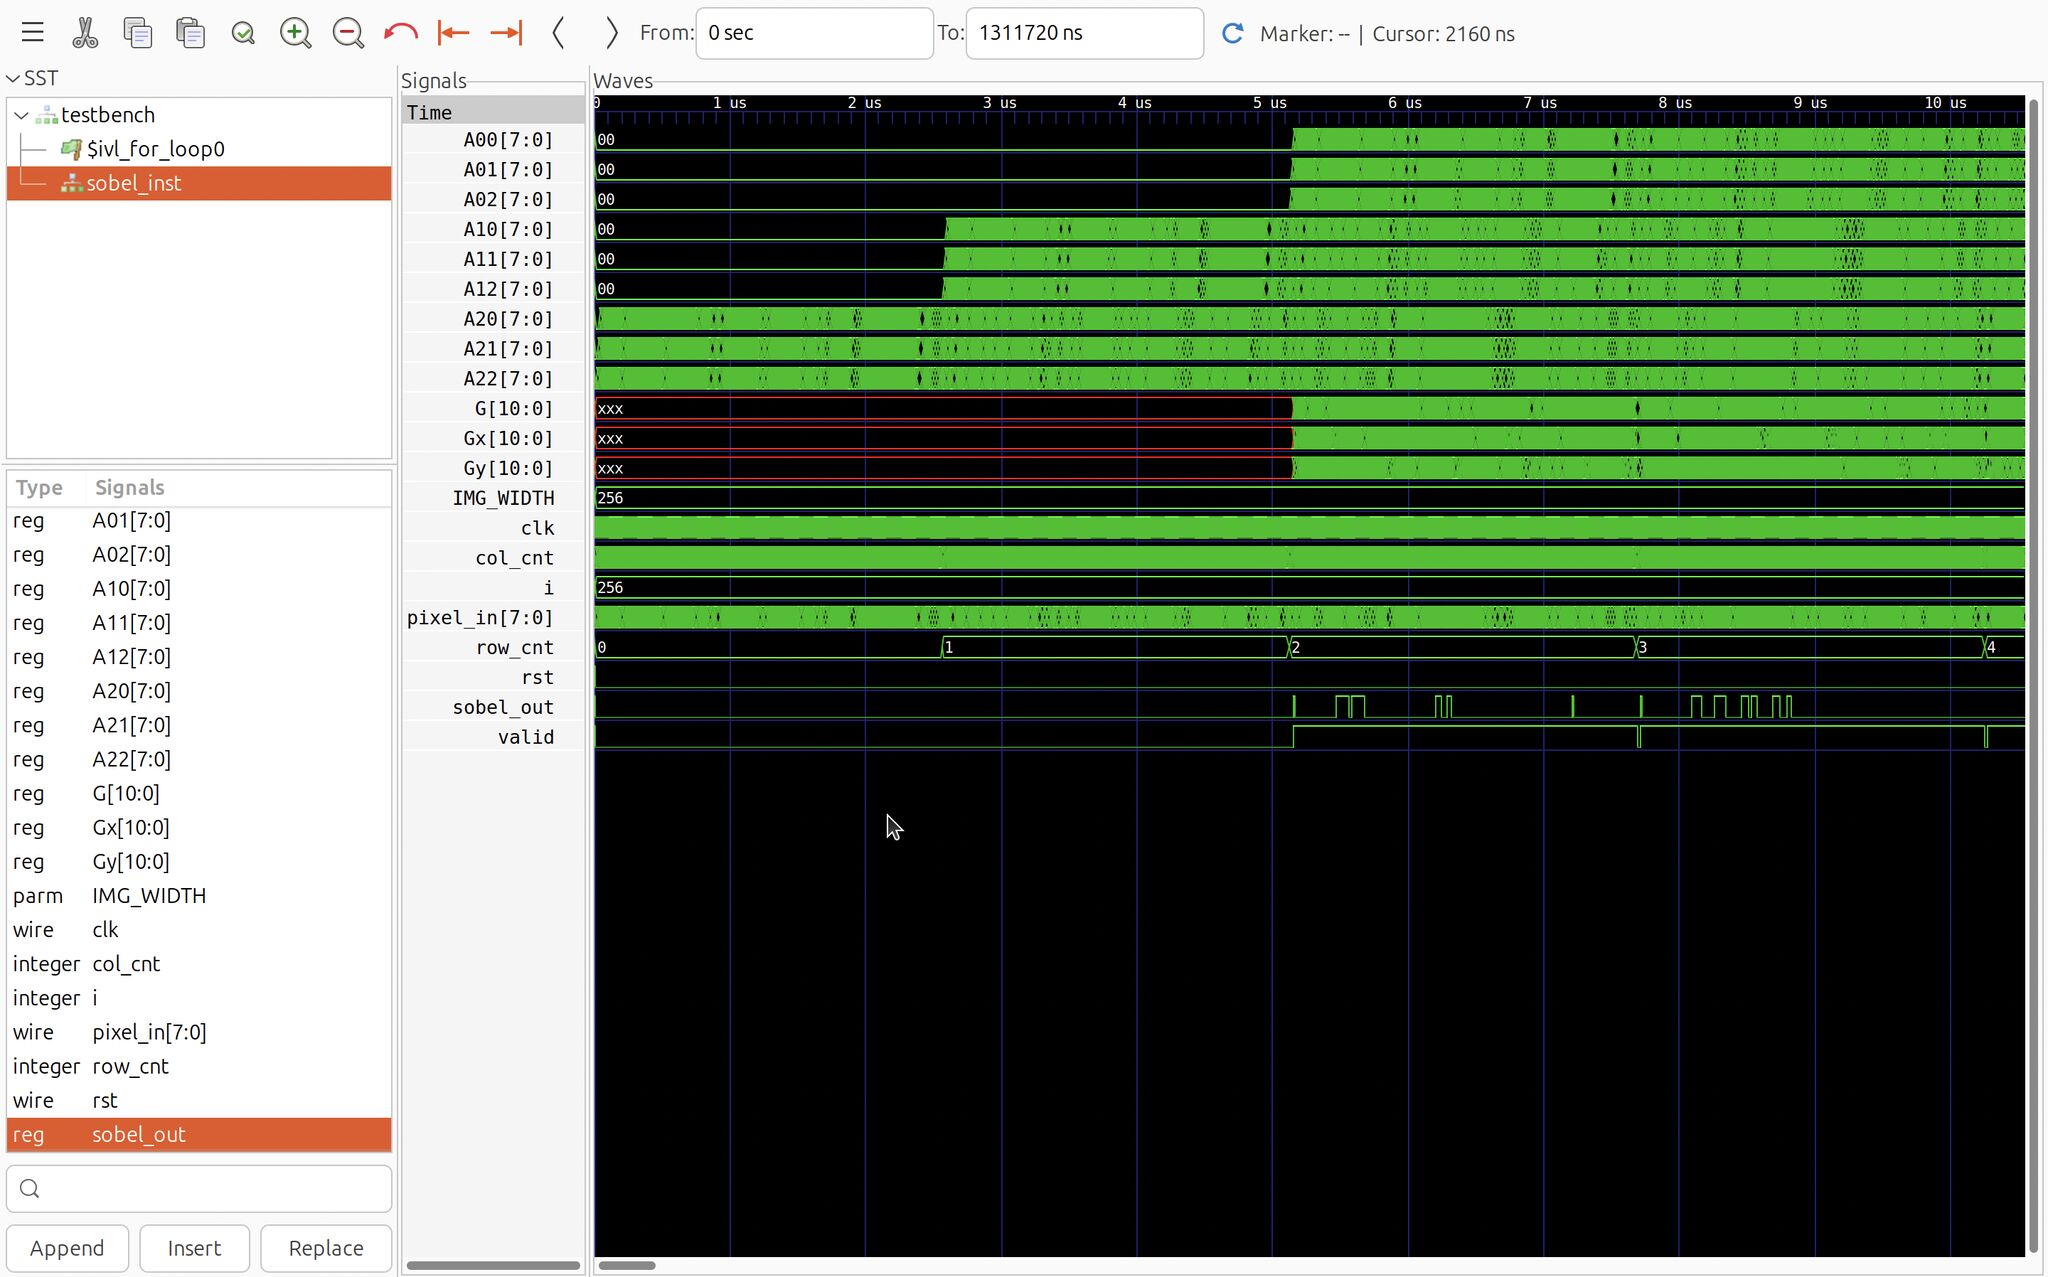 From: 0 sec To: 1311720 ns Marker: -- | Cursor: 2160 ns
SST
testbench
$ivl_for_loop0
sobel_inst
Type Signals
reg A01[7:0]
reg A02[7:0]
reg A10[7:0]
reg A11[7:0]
reg A12[7:0]
reg A20[7:0]
reg A21[7:0]
reg A22[7:0]
reg G[10:0]
reg Gx[10:0]
reg Gy[10:0]
parm IMG_WIDTH
wire clk
integer col_cnt
integer i
wire pixel_in[7:0]
integer row_cnt
wire rst
reg sobel_out
Append Insert Replace
Signals
Time
A00[7:0]
A01[7:0]
A02[7:0]
A10[7:0]
A11[7:0]
A12[7:0]
A20[7:0]
A21[7:0]
A22[7:0]
G[10:0]
Gx[10:0]
Gy[10:0]
IMG_WIDTH
clk
col_cnt
i
pixel_in[7:0]
row_cnt
rst
sobel_out
valid
Waves
0 1 us 2 us 3 us 4 us 5 us 6 us 7 us 8 us 9 us 10 us
00
00
00
00
00
00
xxx
xxx
xxx
256
256
0 1 2 3 4